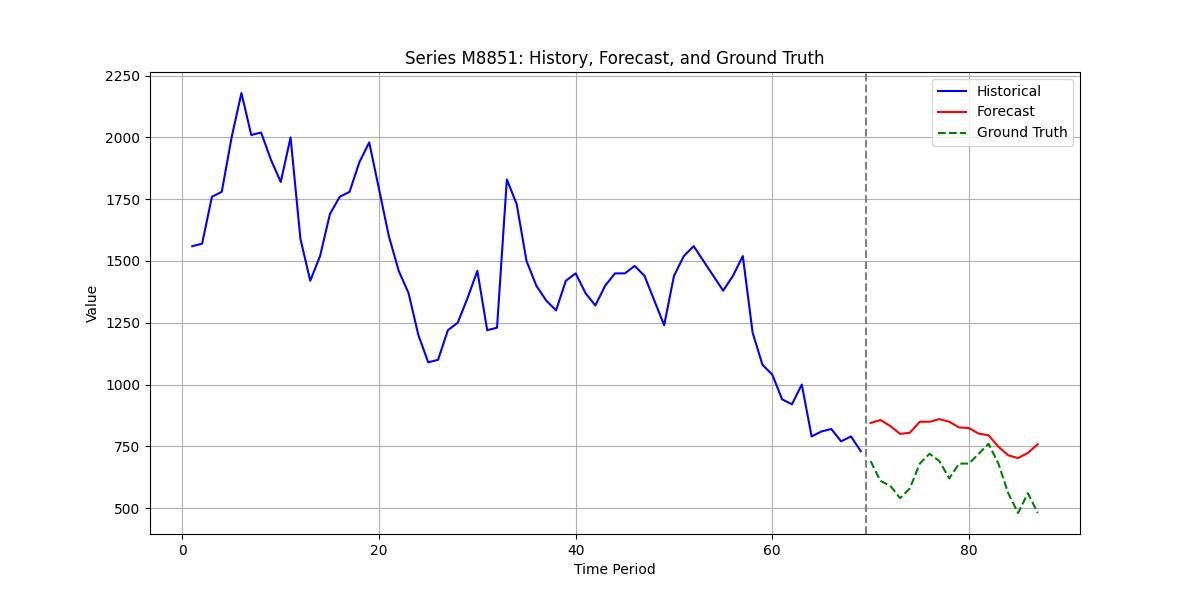 Series M8851: History, Forecast, and Ground Truth
Value
2250
2000
1750
1500
1250
1000
750
500
0
20
40
60
80
Time Period
Historical
Forecast
Ground Truth